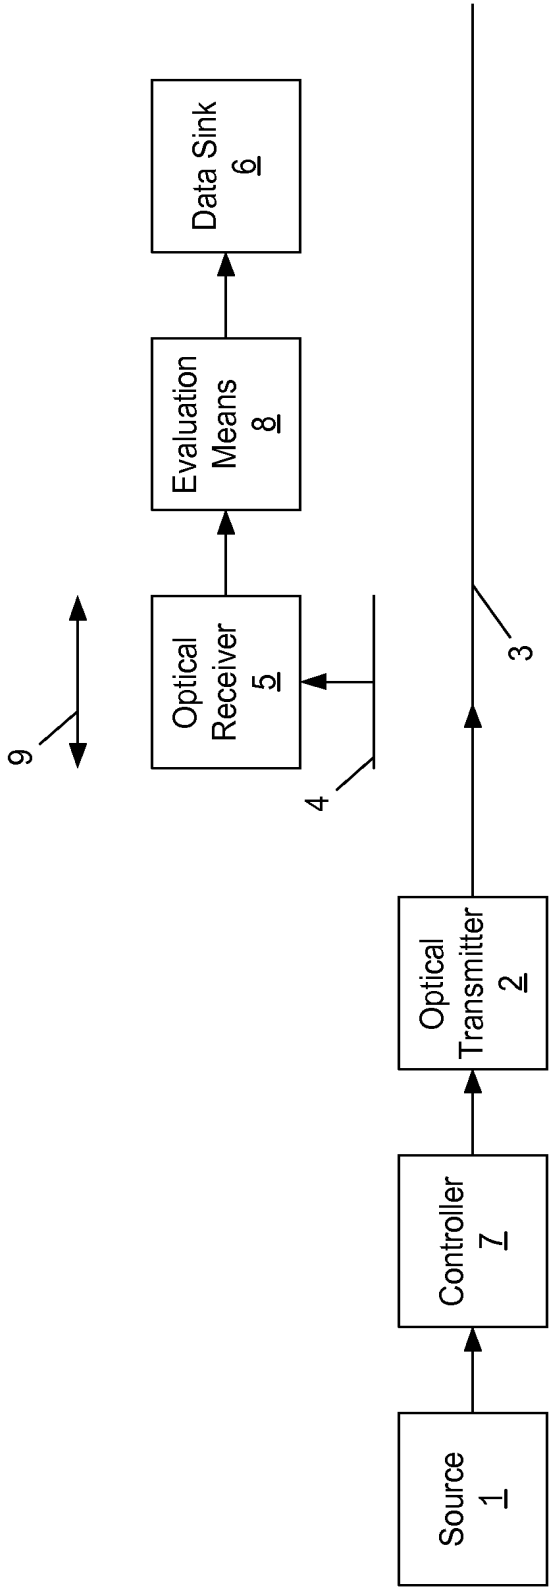 9
Optical
Receiver
5
Evaluation
Means
8
Data Sink
6
4
Source
1
Controller
7
Optical
Transmitter
2
3